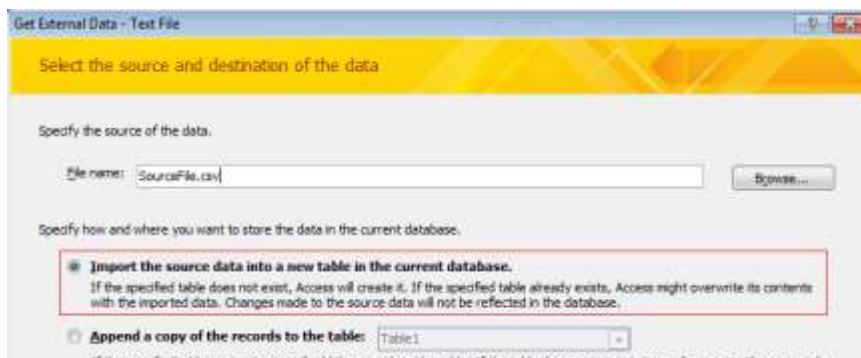 Get External Data - Text File
Select the source and destination of the data
Specify the source of the data.
File name: SourceFile.csv Browse...
Specify how and where you want to store the data in the current database.
Import the source data into a new table in the current database.
If the specified table does not exist, Access will create it. If the specified table already exists, Access might overwrite its contents
with the imported data. Changes made to the source data will not be reflected in the database.
Append a copy of the records to the table: Table1